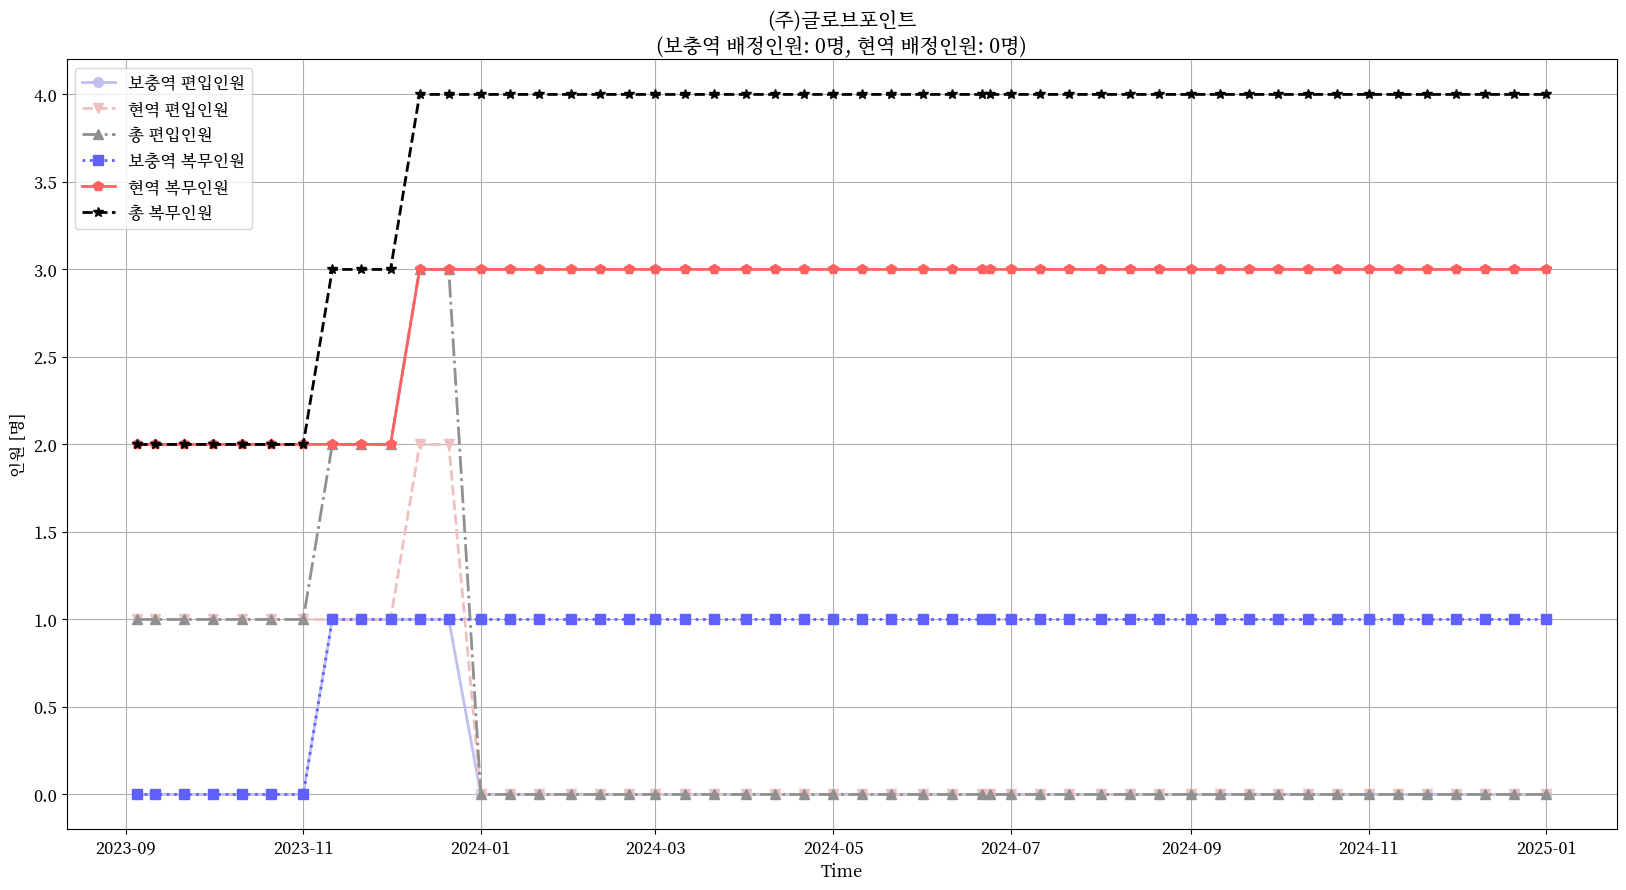 (주)글로브포인트
(보충역 배정인원: 0명, 현역 배정인원: 0명)
보충역 편입인원
현역 편입인원
총 편입인원
보충역 복무인원
현역 복무인원
총 복무인원
4.0
3.5
3.0
2.5
2.0
1.5
1.0
0.5
0.0
인원 [명]
2023-09
2023-11
2024-01
2024-03
2024-05
2024-07
2024-09
2024-11
2025-01
Time